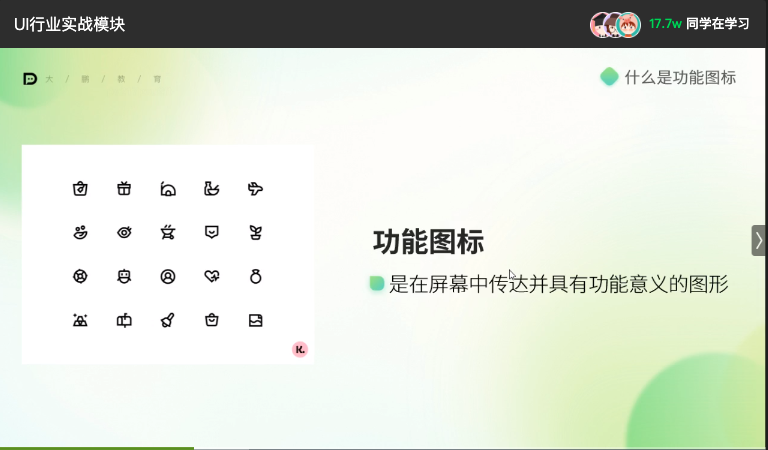 UI行业实战模块
17.7w 同学在学习
大 / 鹏 / 教 / 育
什么是功能图标
功能图标
是在屏幕中传达并具有功能意义的图形
K.